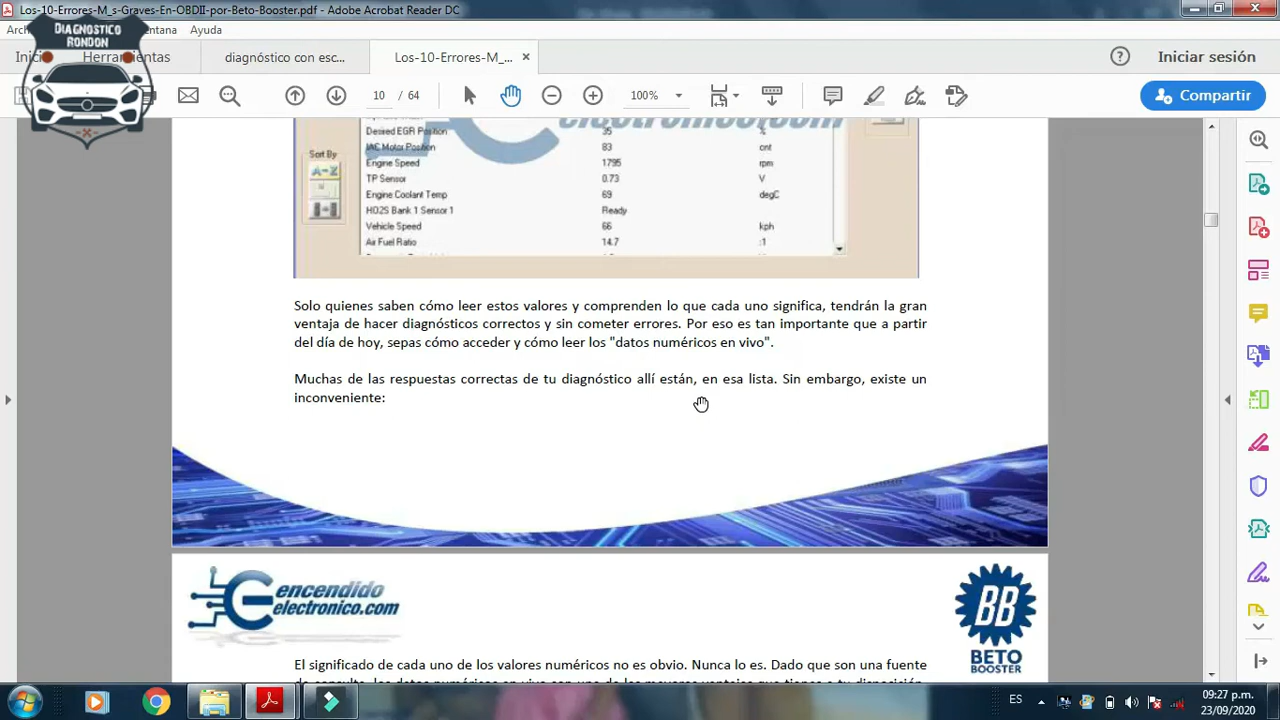 Los-10-Errores-M_s-Graves-En-OBDII-por-Beto-Booster.pdf - Adobe Acrobat Reader DC
DIAGNOSTICO
RONDON
Ayuda
Herramientas
diagnóstico con esc...
Los-10-Errores-M_...
Iniciar sesión
10 / 64
100%
Compartir
Desired EGR Position 35 %
Sort By
IAC Motor Position 83 cnt
Engine Speed 1795 rpm
A-Z
TP Sensor 0.73 V
Engine Coolant Temp 69 degC
HO2S Bank 1 Sensor 1 Ready
Vehicle Speed 66 kph
Air Fuel Ratio 14.7 :1
Solo quienes saben cómo leer estos valores y comprenden lo que cada uno significa, tendrán la gran
ventaja de hacer diagnósticos correctos y sin cometer errores. Por eso es tan importante que a partir
del día de hoy, sepas cómo acceder y cómo leer los "datos numéricos en vivo".
Muchas de las respuestas correctas de tu diagnóstico allí están, en esa lista. Sin embargo, existe un
inconveniente:
encendido
electronico.com
BB
BETO
BOOSTER
El significado de cada uno de los valores numéricos no es obvio. Nunca lo es. Dado que son una fuente
ES
09:27 p.m.
23/09/2020